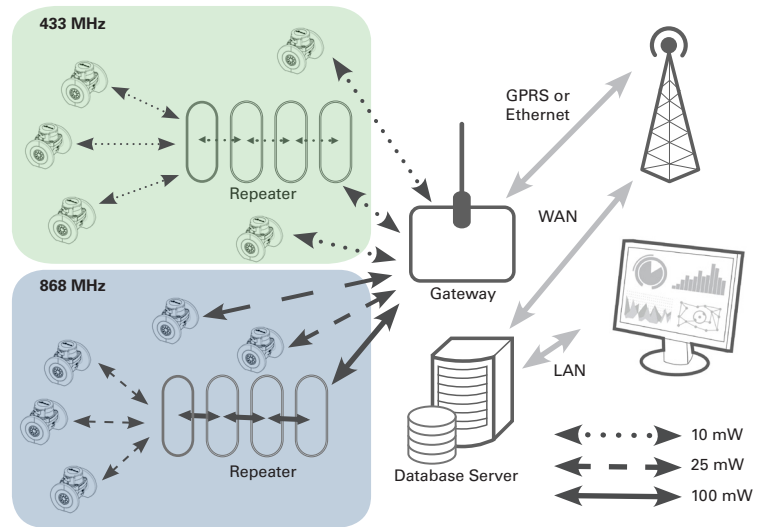 433 MHz
Repeater
GPRS or
Ethernet
WAN
Gateway
868 MHz
Repeater
LAN
Database Server
10 mW
25 mW
100 mW